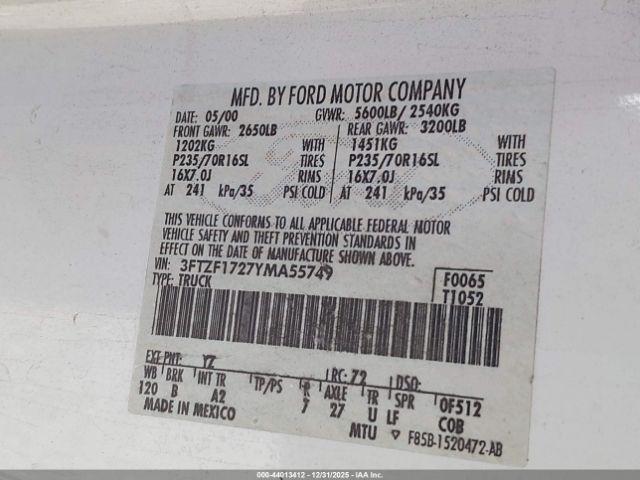 MFD. BY FORD MOTOR COMPANY
DATE: 05/00 GVWR: 5600LB/ 2540KG
FRONT GAWR: 2650LB REAR GAWR: 3200LB
1202KG WITH 1451KG WITH
P235/70R16SL TIRES P235/70R16SL TIRES
16X7.0J RIMS 16X7.0J RIMS
AT 241 kPa/35 PSI COLD AT 241 kPa/35 PSI COLD
THIS VEHICLE CONFORMS TO ALL APPLICABLE FEDERAL MOTOR
VEHICLE SAFETY AND THEFT PREVENTION STANDARDS IN
EFFECT ON THE DATE OF MANUFACTURE SHOWN ABOVE.
VIN: 3FTZF1727YMA55749 F0065
TYPE: TRUCK T1052
EXT PNT: YZ RC: 72 DSO:
WB BRK INT TR TP/PS R AXLE TR SPR OF512
120 B A2 7 27 U LF COB
MADE IN MEXICO MTU F85B-1520472-AB
000-44013412 - 12/31/2025 - IAAI